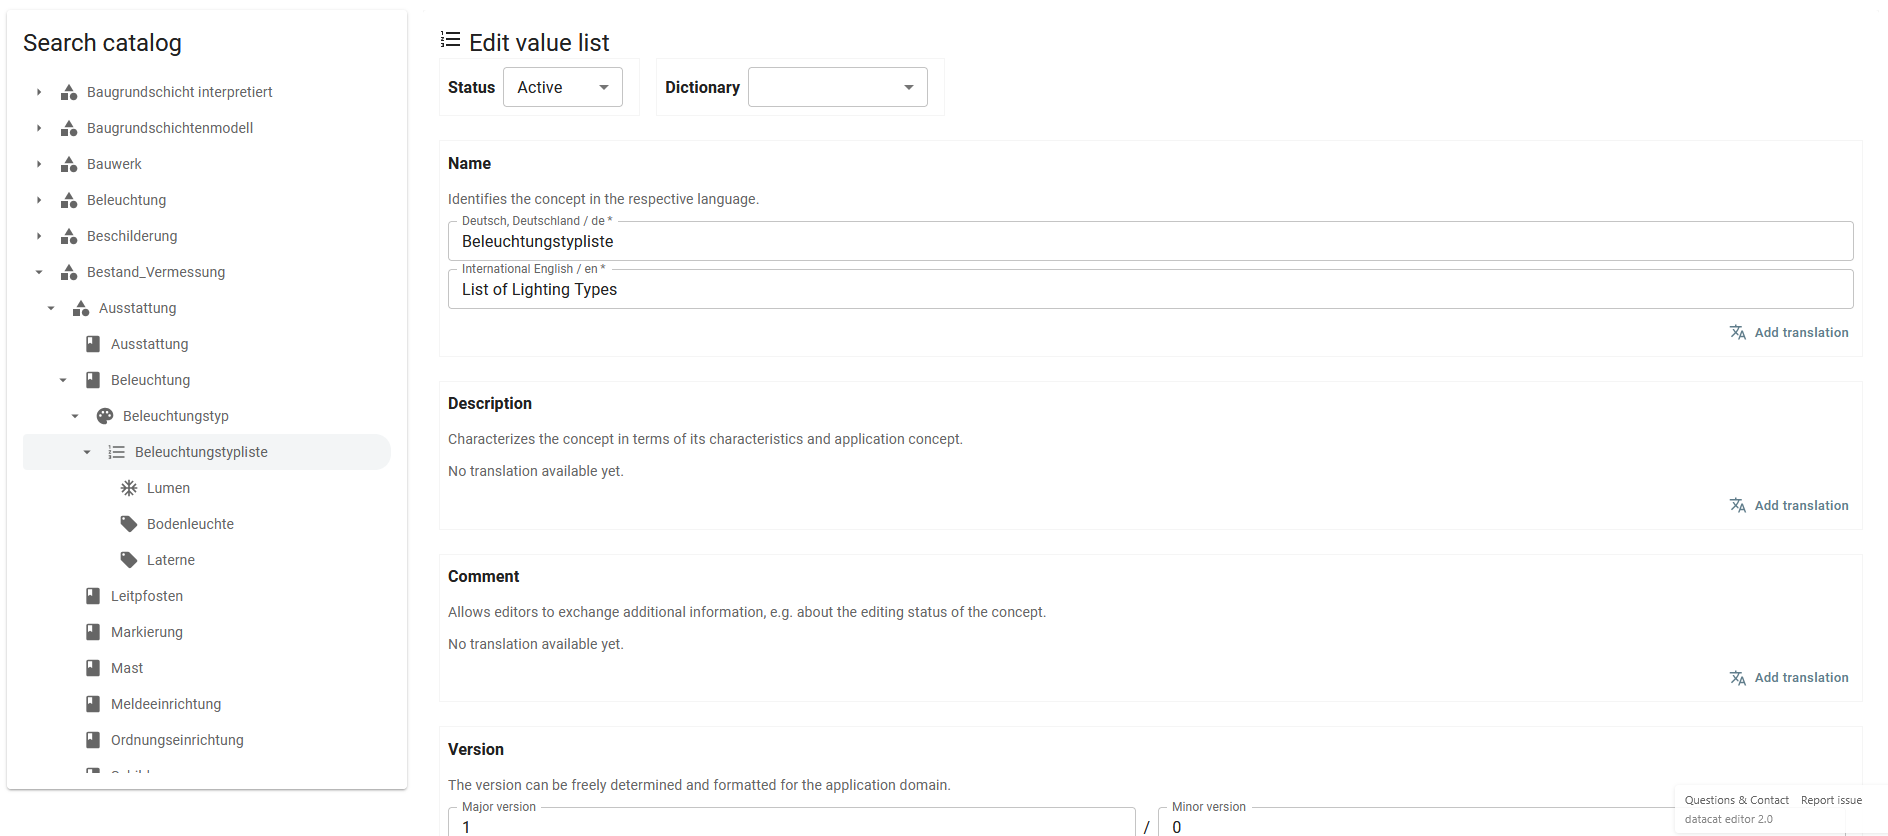 Search catalog
Baugrundschicht interpretiert
Baugrundschichtenmodell
Bauwerk
Beleuchtung
Beschilderung
Bestand_Vermessung
Ausstattung
Ausstattung
Beleuchtung
Beleuchtungstyp
Beleuchtungstypliste
Lumen
Bodenleuchte
Laterne
Leitpfosten
Markierung
Mast
Meldeeinrichtung
Ordnungseinrichtung
Edit value list
Status Active Dictionary
Name
Identifies the concept in the respective language.
Deutsch, Deutschland / de *
Beleuchtungstypliste
International English / en *
List of Lighting Types
Add translation
Description
Characterizes the concept in terms of its characteristics and application concept.
No translation available yet.
Add translation
Comment
Allows editors to exchange additional information, e.g. about the editing status of the concept.
No translation available yet.
Add translation
Version
The version can be freely determined and formatted for the application domain.
Major version Minor version
1 / 0
Questions & Contact Report issue
datacat editor 2.0